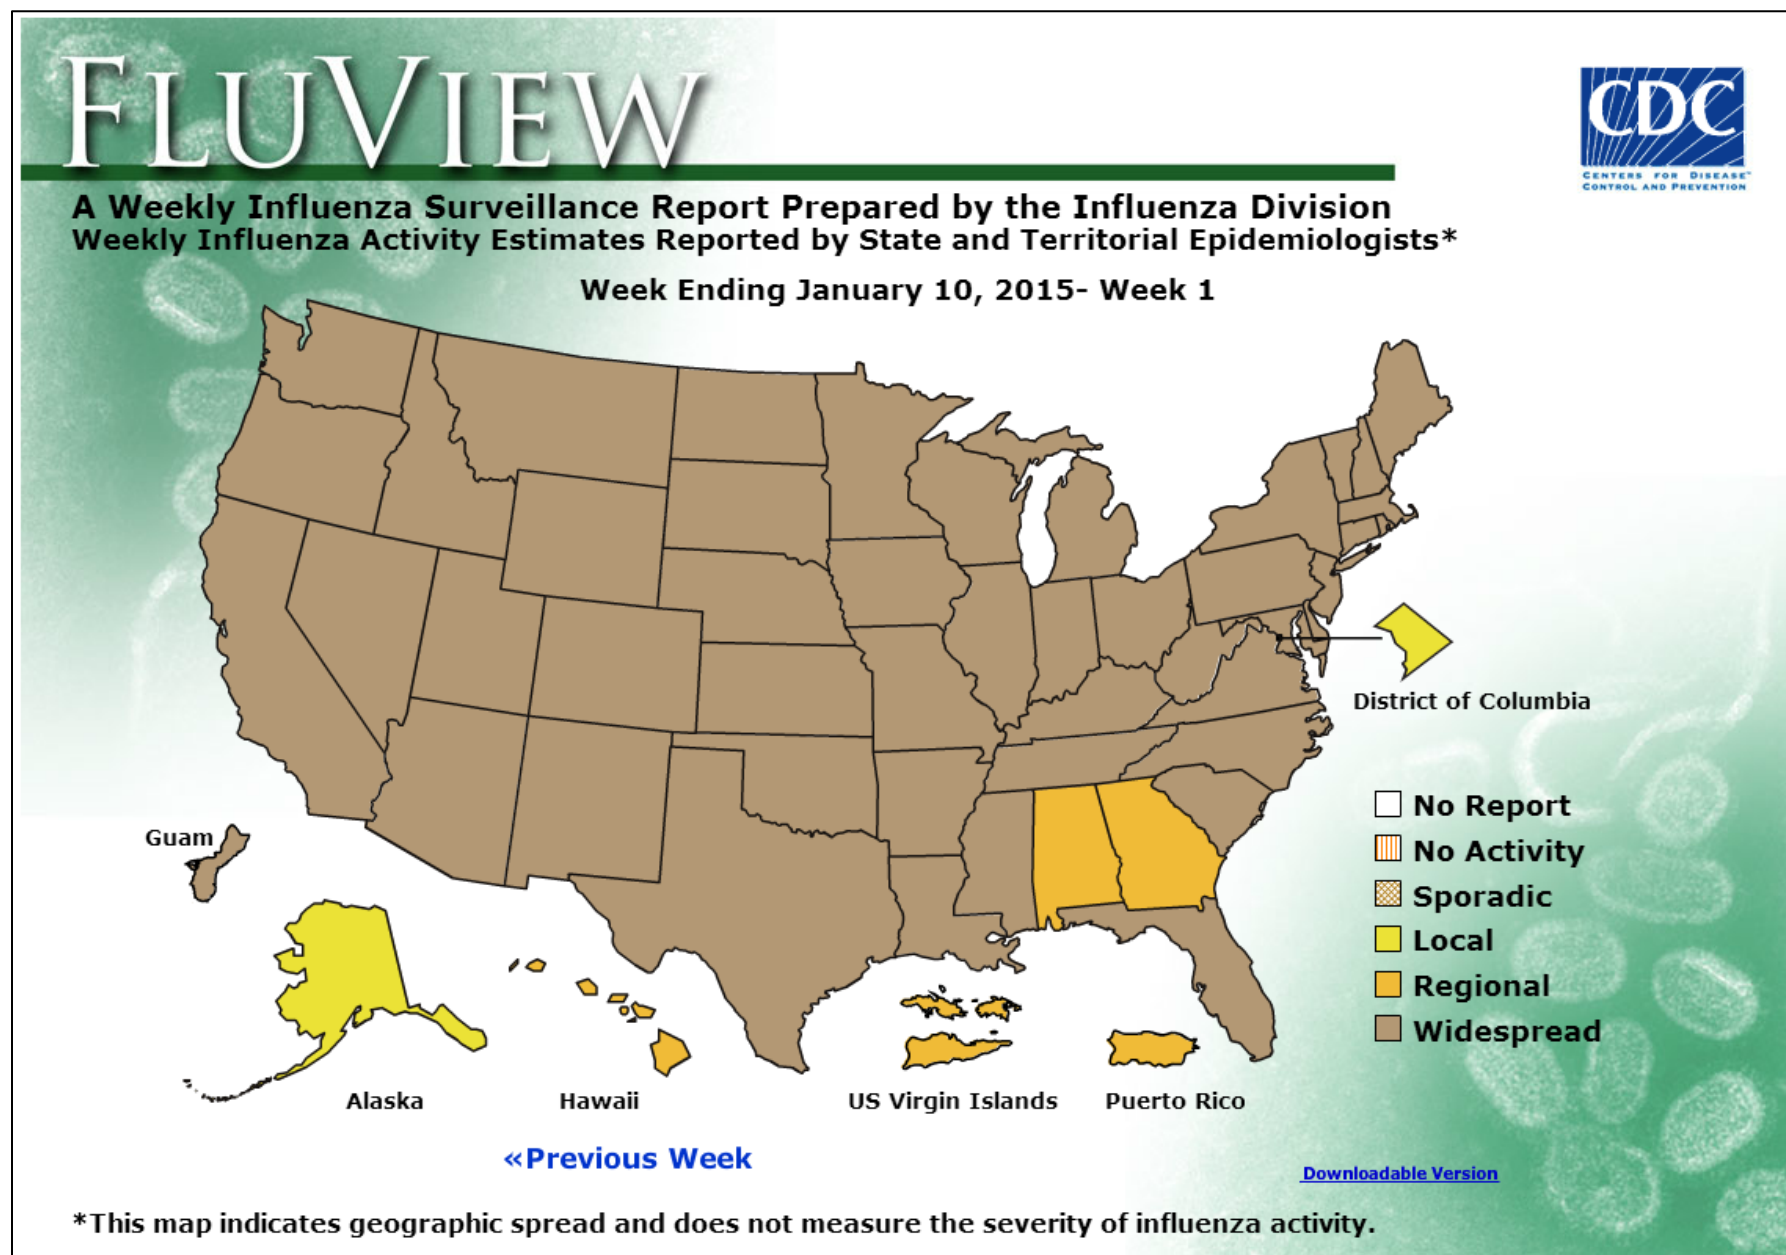 FLUVIEW
CDC
CENTERS FOR DISEASE™
CONTROL AND PREVENTION
A Weekly Influenza Surveillance Report Prepared by the Influenza Division
Weekly Influenza Activity Estimates Reported by State and Territorial Epidemiologists*
Week Ending January 10, 2015- Week 1
District of Columbia
No Report
No Activity
Sporadic
Local
Regional
Widespread
Guam
Alaska
Hawaii
US Virgin Islands
Puerto Rico
«Previous Week
Downloadable Version
*This map indicates geographic spread and does not measure the severity of influenza activity.